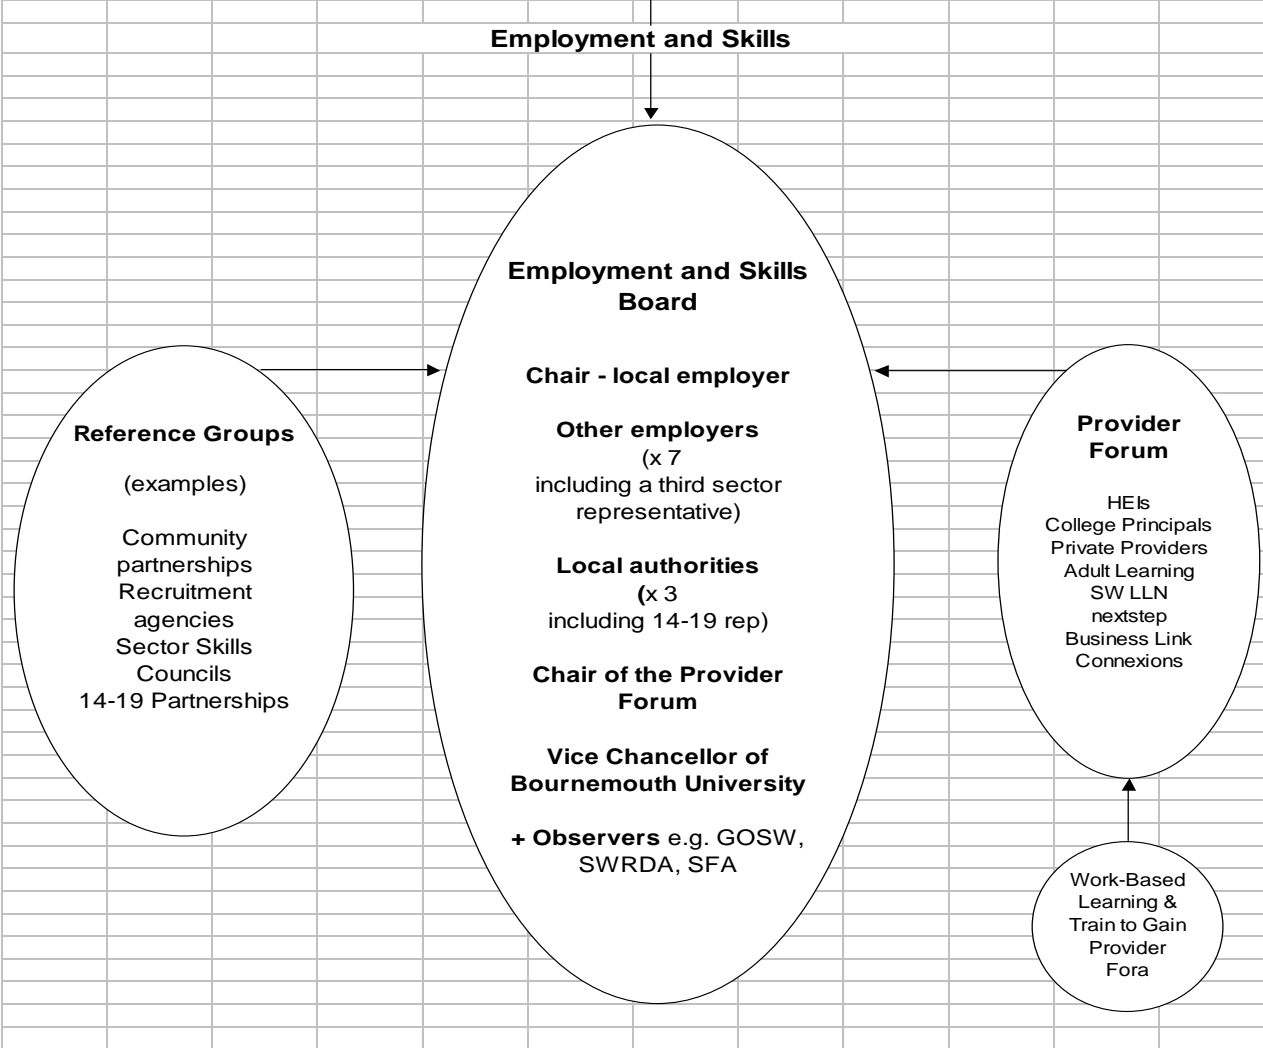 Employment and Skills
Employment and Skills
Board
Chair - local employer
Other employers
(x 7
including a third sector
representative)
Local authorities
(x 3
including 14-19 rep)
Chair of the Provider
Forum
Vice Chancellor of
Bournemouth University
+ Observers e.g. GOSW,
SWRDA, SFA
Reference Groups
(examples)
Community
partnerships
Recruitment
agencies
Sector Skills
Councils
14-19 Partnerships
Provider
Forum
HEIs
College Principals
Private Providers
Adult Learning
SW LLN
nextstep
Business Link
Connexions
Work-Based
Learning &
Train to Gain
Provider
Fora